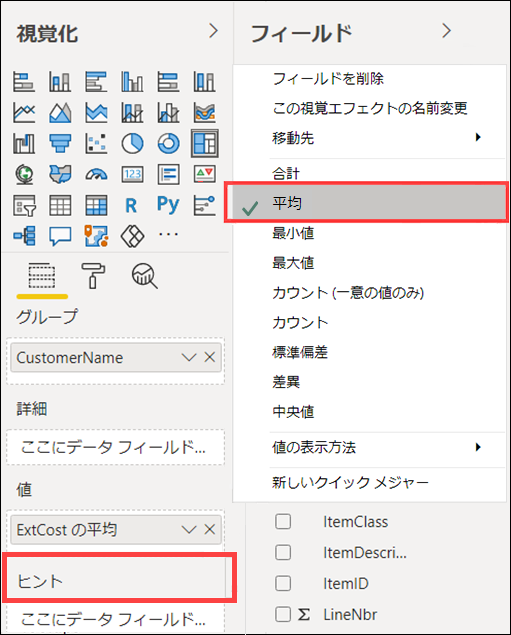 視覚化
フィールド
フィールドを削除
この視覚エフェクトの名前変更
移動先
合計
平均
最小値
最大値
カウント (一意の値のみ)
カウント
標準偏差
差異
中央値
値の表示方法
新しいクイック メジャー
123
R
Py
グループ
CustomerName
詳細
ここにデータ フィールド...
値
ExtCost の平均
ヒント
ここにデータ フィールド...
ItemClass
ItemDescri...
ItemID
Σ LineNbr